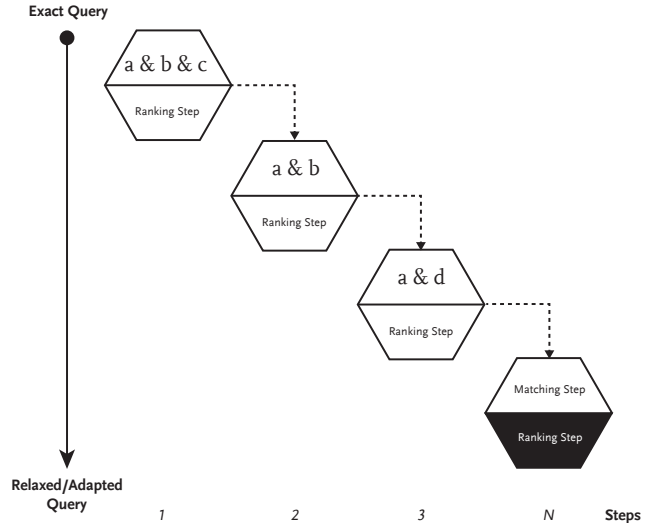 Exact Query
a & b & c
Ranking Step
a & b
Ranking Step
a & d
Ranking Step
Matching Step
Ranking Step
Relaxed/Adapted
Query
1 2 3 N Steps